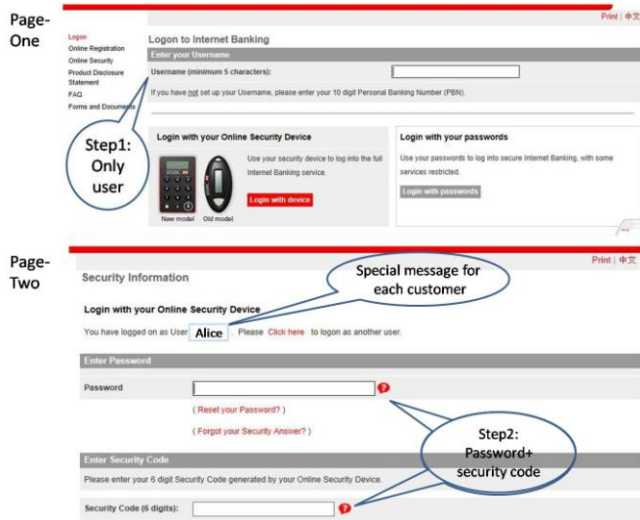 Page-
One
Print | 中文
Logon
Online Registration
Online Security
Product Disclosure
Statement
FAQ
Forms and Documents
Logon to Internet Banking
Enter your Username
Username (minimum 5 characters):
If you have not set up your Username, please enter your 10 digit Personal Banking Number (PBN).
Step1:
Only
user
Login with your Online Security Device
Use your security device to log into the full
Internet Banking service.
Login with device
New model
Old model
Login with your passwords
Use your passwords to log into secure Internet Banking, with some
services restricted.
Login with passwords
Page-
Two
Print | 中文
Security Information
Special message for
each customer
Login with your Online Security Device
You have logged on as User Alice . Please Click here to logon as another user.
Enter Password
Password
?
( Reset your Password? )
( Forgot your Security Answer? )
Step2:
Password+
security code
Enter Security Code
Please enter your 6 digit Security Code generated by your Online Security Device.
Security Code (6 digits):
?